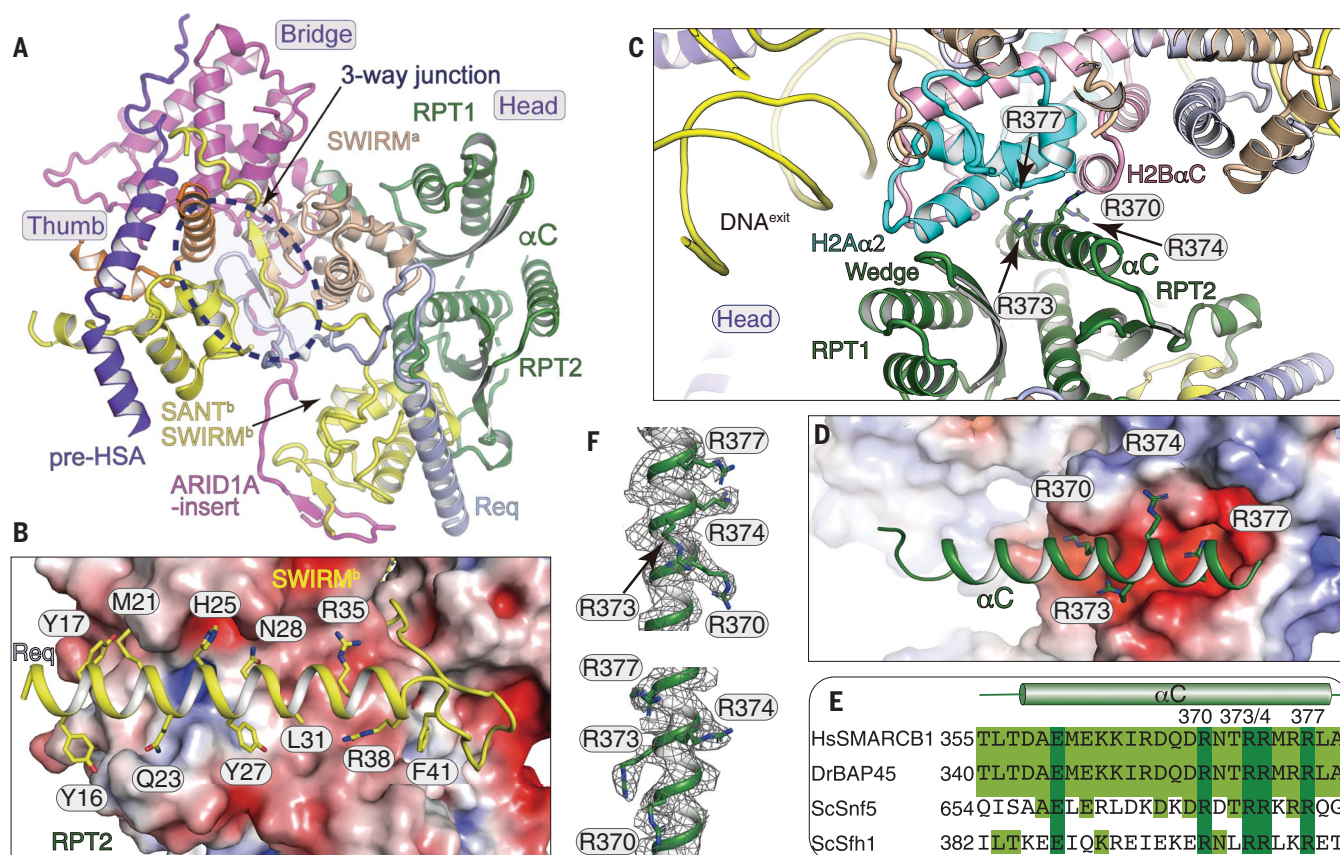 A
Bridge
3-way junction
Head
RPT1
SWIRMᵃ
Thumb
αC
RPT2
SANTᵇ
SWIRMᵇ
pre-HSA
ARID1A
-insert
Req
B
SWIRMᵇ
M21
H25
R35
Y17
N28
Req
L31
R38
F41
Q23
Y27
Y16
RPT2
C
R377
H2BαC
DNAᵉˣⁱᵗ
R370
H2Aα2
R374
Wedge
αC
R373
RPT2
Head
RPT1
F
R377
R374
R373
R370
R377
R374
R373
R370
D
R374
R370
R377
αC
R373
E
αC
370 373/4 377
HsSMARCB1 355 TLTDAEMEKKIRDQDRNTRRMRRLA
DrBAP45 340 TLTDAEMEKKIRDQDRNTRRMRRLA
ScSnf5 654 QISAAELERLDKDKDRDTRRKRRQG
ScSfh1 382 ILTKEEIQKREIEKERNLRRLKRET